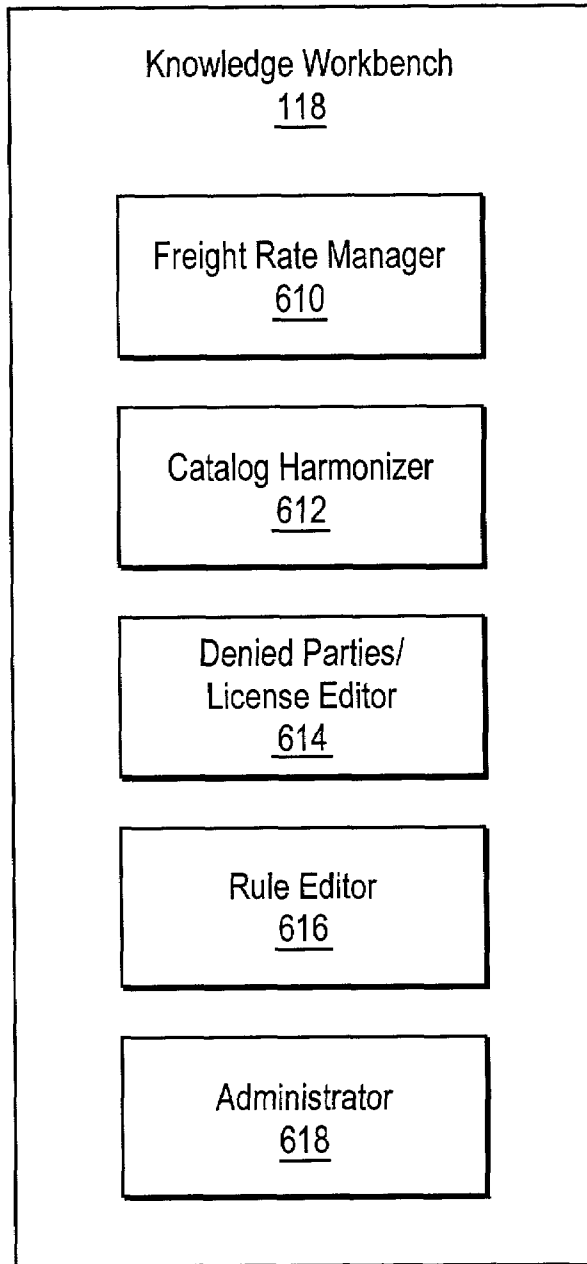 Knowledge Workbench
118
Freight Rate Manager
610
Catalog Harmonizer
612
Denied Parties/
License Editor
614
Rule Editor
616
Administrator
618